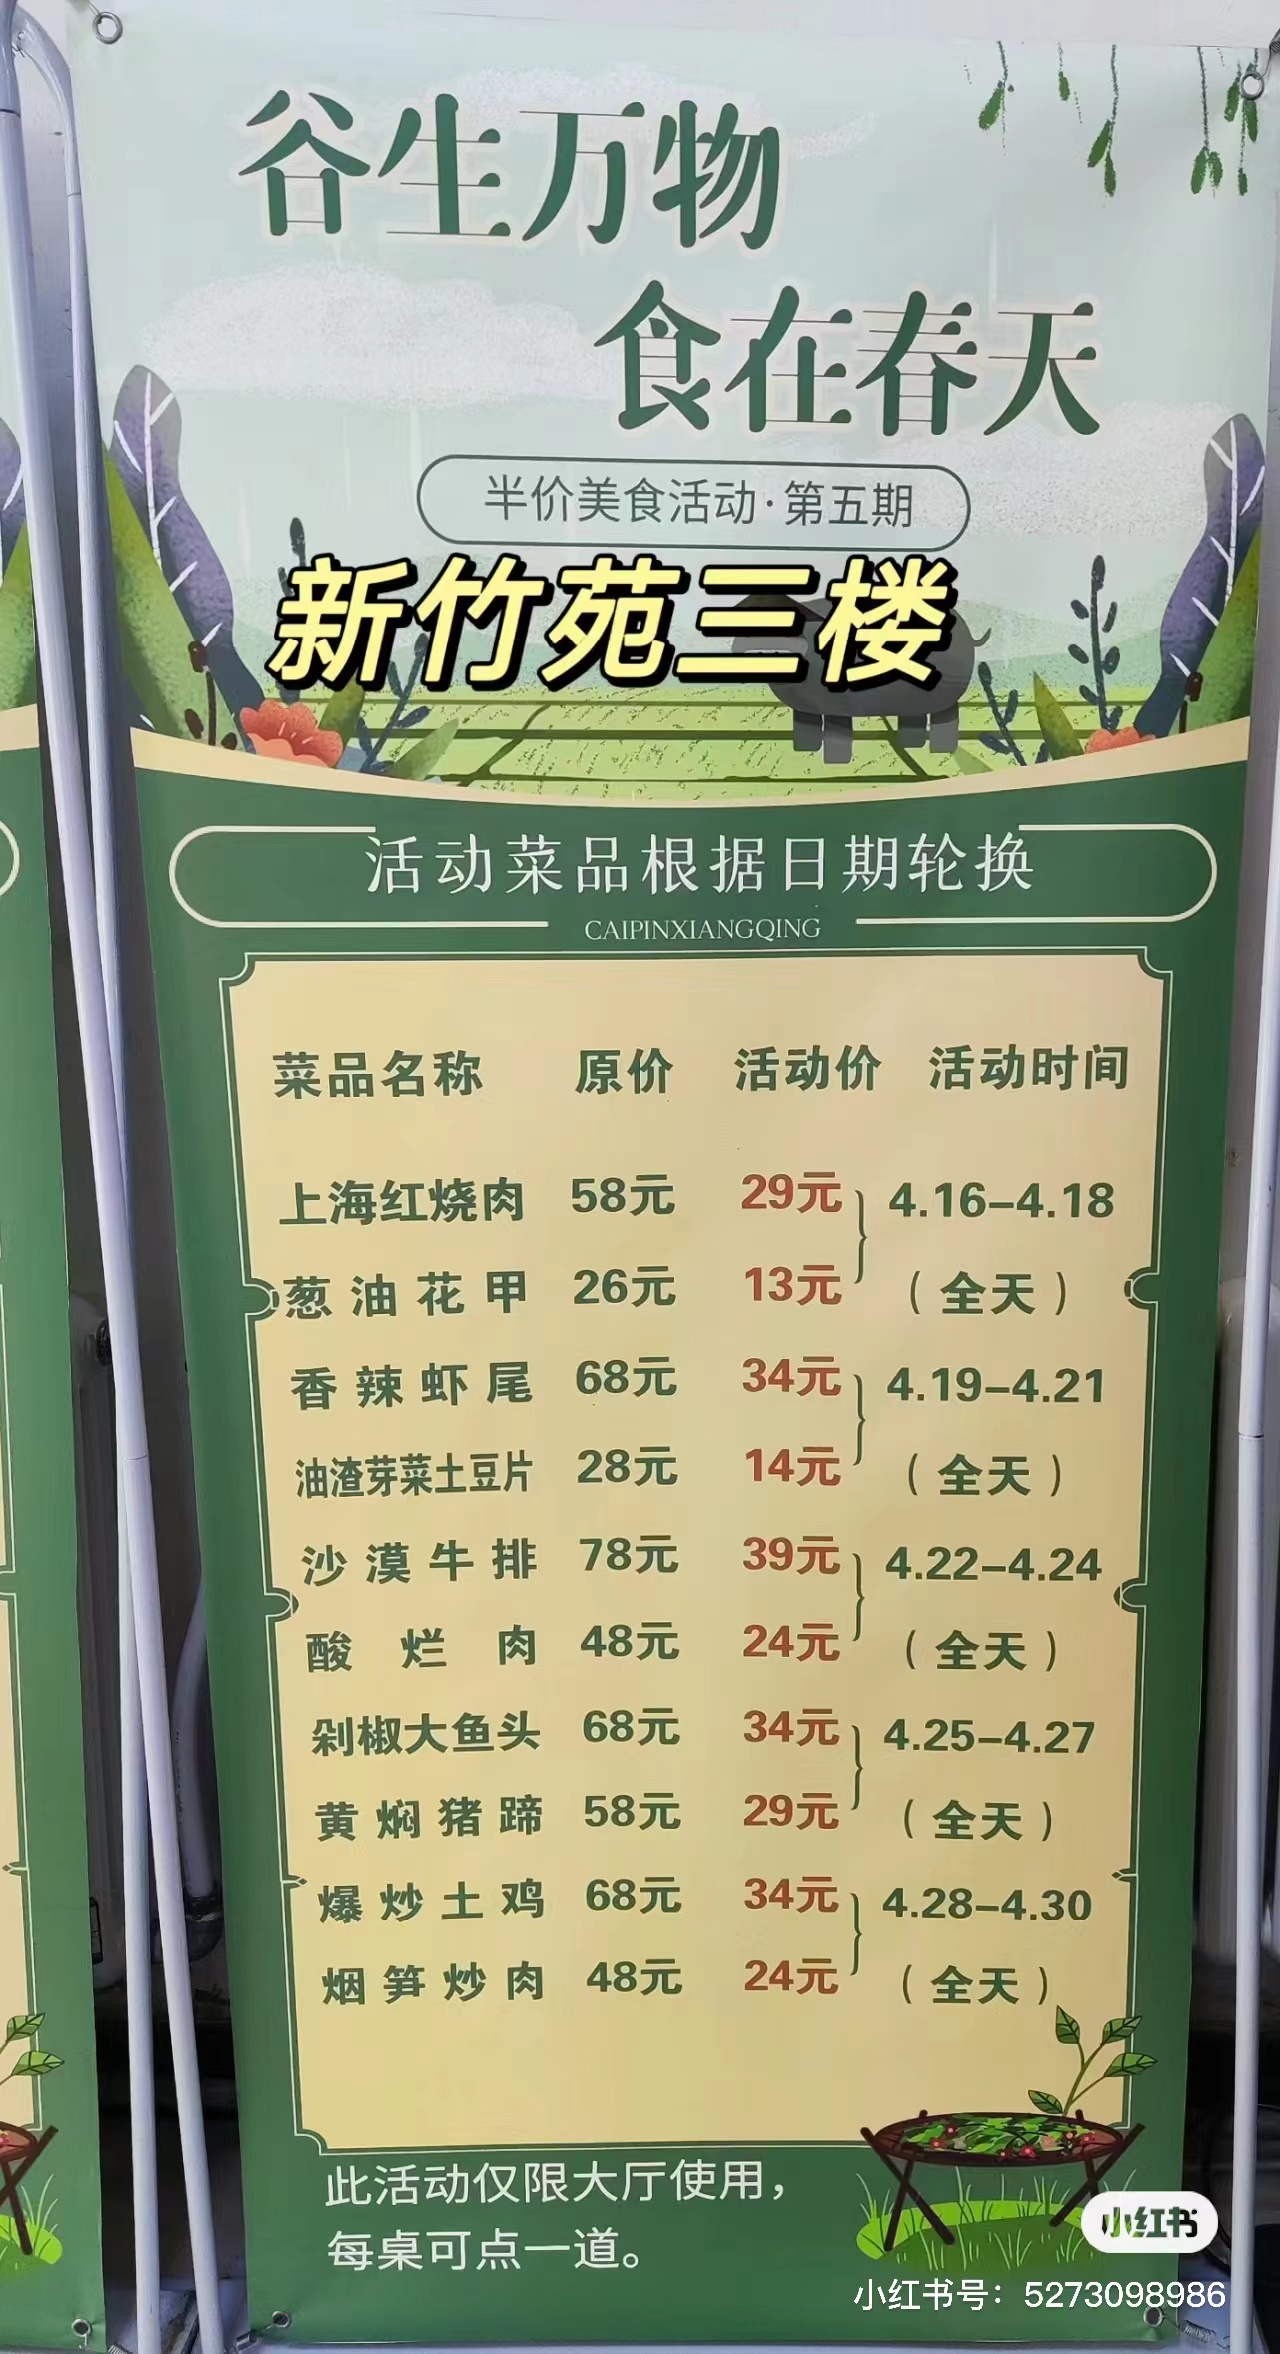 谷生万物
食在春天
半价美食活动·第五期
新竹苑三楼
活动菜品根据日期轮换
CAIPINXIANGQING
菜品名称 原价 活动价 活动时间
上海红烧肉 58元 29元 4.16-4.18
葱油花甲 26元 13元 （全天）
香辣虾尾 68元 34元 4.19-4.21
油渣芽菜土豆片 28元 14元 （全天）
沙漠牛排 78元 39元 4.22-4.24
酸烂肉 48元 24元 （全天）
剁椒大鱼头 68元 34元 4.25-4.27
黄焖猪蹄 58元 29元 （全天）
爆炒土鸡 68元 34元 4.28-4.30
烟笋炒肉 48元 24元 （全天）
此活动仅限大厅使用，
每桌可点一道。
小红书
小红书号：5273098986